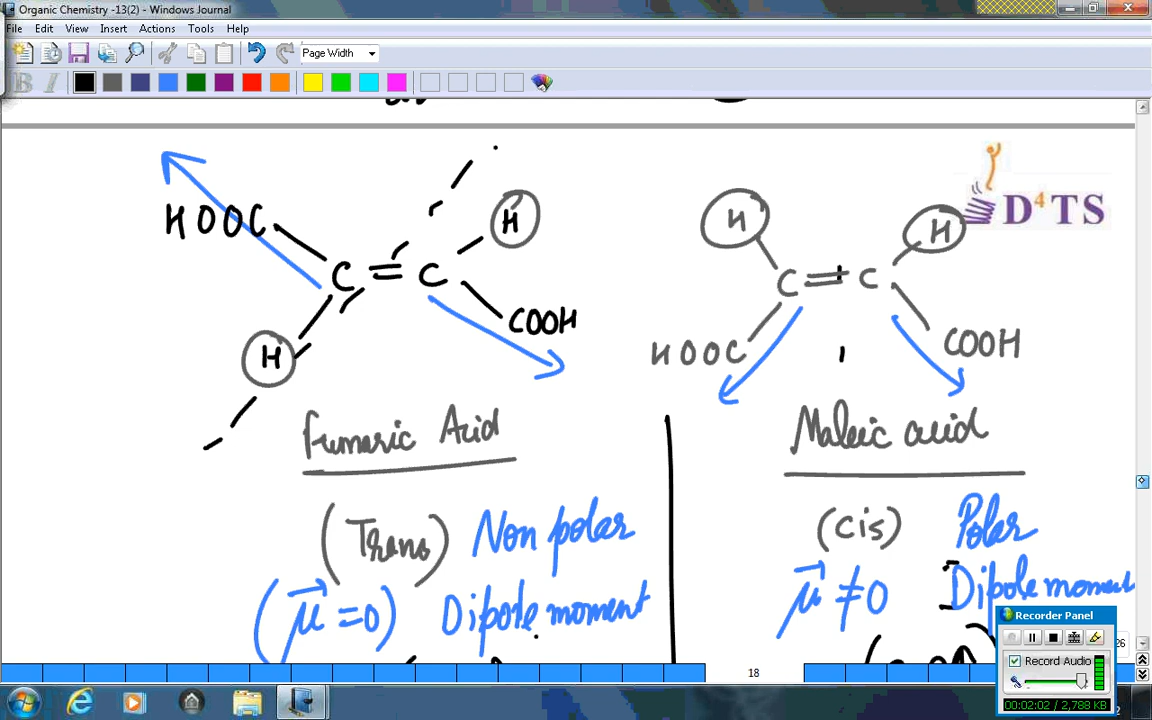 Organic Chemistry -13(2) - Windows Journal
File Edit View Insert Actions Tools Help
Page Width
B I
D4TS
HOOC H
C = C
H COOH
H H
C = C
HOOC COOH
Fumaric Acid
Maleic acid
(Trans) Non polar
(cis) Polar
(μ⃗ = 0) Dipole moment
μ⃗ ≠ 0 Dipole moment
Recorder Panel
26
Record Audio
18
00:02:02 / 2,788 KB